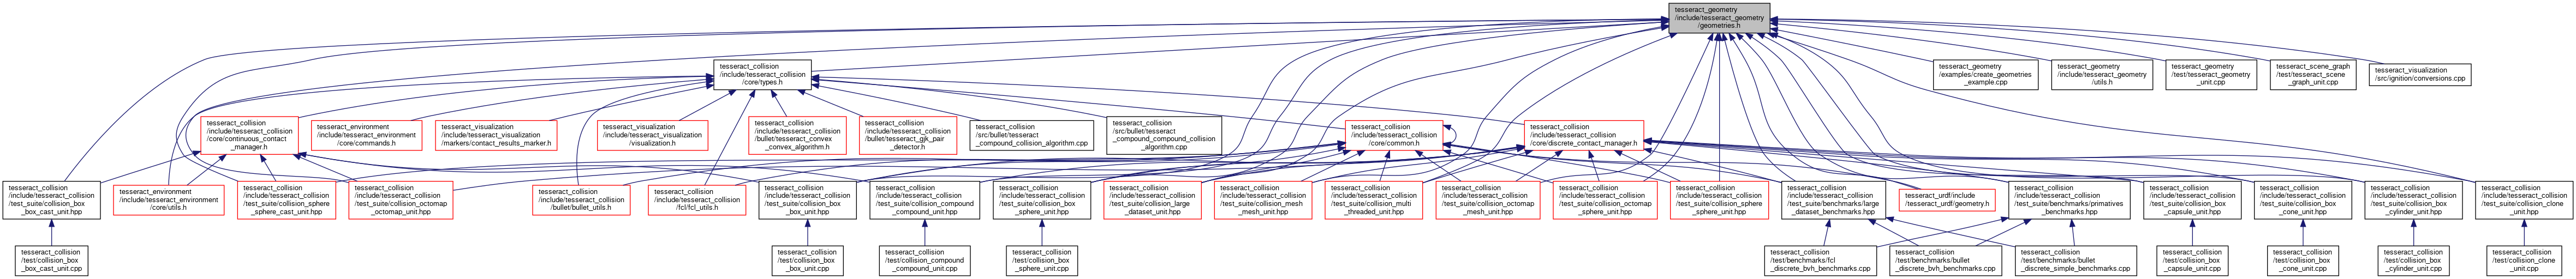 tesseract_geometry
/include/tesseract_geometry
/geometries.h
tesseract_collision
/include/tesseract_collision
/core/types.h
tesseract_geometry
/examples/create_geometries
_example.cpp
tesseract_geometry
/include/tesseract_geometry
/utils.h
tesseract_geometry
/test/tesseract_geometry
_unit.cpp
tesseract_scene_graph
/test/tesseract_scene
_graph_unit.cpp
tesseract_visualization
/src/ignition/conversions.cpp
tesseract_collision
/include/tesseract_collision
/core/continuous_contact
_manager.h
tesseract_environment
/include/tesseract_environment
/core/commands.h
tesseract_visualization
/include/tesseract_visualization
/markers/contact_results_marker.h
tesseract_visualization
/include/tesseract_visualization
/visualization.h
tesseract_collision
/include/tesseract_collision
/bullet/tesseract_convex
_convex_algorithm.h
tesseract_collision
/include/tesseract_collision
/bullet/tesseract_gjk_pair
_detector.h
tesseract_collision
/src/bullet/tesseract
_compound_collision_algorithm.cpp
tesseract_collision
/src/bullet/tesseract
_compound_compound_collision
_algorithm.cpp
tesseract_collision
/include/tesseract_collision
/core/common.h
tesseract_collision
/include/tesseract_collision
/core/discrete_contact_manager.h
tesseract_collision
/include/tesseract_collision
/test_suite/collision_box
_box_cast_unit.hpp
tesseract_environment
/include/tesseract_environment
/core/utils.h
tesseract_collision
/include/tesseract_collision
/test_suite/collision_sphere
_sphere_cast_unit.hpp
tesseract_collision
/include/tesseract_collision
/test_suite/collision_octomap
_octomap_unit.hpp
tesseract_collision
/include/tesseract_collision
/bullet/bullet_utils.h
tesseract_collision
/include/tesseract_collision
/fcl/fcl_utils.h
tesseract_collision
/include/tesseract_collision
/test_suite/collision_box
_box_unit.hpp
tesseract_collision
/include/tesseract_collision
/test_suite/collision_compound
_compound_unit.hpp
tesseract_collision
/include/tesseract_collision
/test_suite/collision_box
_sphere_unit.hpp
tesseract_collision
/include/tesseract_collision
/test_suite/collision_large
_dataset_unit.hpp
tesseract_collision
/include/tesseract_collision
/test_suite/collision_mesh
_mesh_unit.hpp
tesseract_collision
/include/tesseract_collision
/test_suite/collision_multi
_threaded_unit.hpp
tesseract_collision
/include/tesseract_collision
/test_suite/collision_octomap
_mesh_unit.hpp
tesseract_collision
/include/tesseract_collision
/test_suite/collision_octomap
_sphere_unit.hpp
tesseract_collision
/include/tesseract_collision
/test_suite/collision_sphere
_sphere_unit.hpp
tesseract_collision
/include/tesseract_collision
/test_suite/benchmarks/large
_dataset_benchmarks.hpp
tesseract_urdf/include
/tesseract_urdf/geometry.h
tesseract_collision
/include/tesseract_collision
/test_suite/benchmarks/primatives
_benchmarks.hpp
tesseract_collision
/include/tesseract_collision
/test_suite/collision_box
_capsule_unit.hpp
tesseract_collision
/include/tesseract_collision
/test_suite/collision_box
_cone_unit.hpp
tesseract_collision
/include/tesseract_collision
/test_suite/collision_box
_cylinder_unit.hpp
tesseract_collision
/include/tesseract_collision
/test_suite/collision_clone
_unit.hpp
tesseract_collision
/test/collision_box
_box_cast_unit.cpp
tesseract_collision
/test/collision_box
_box_unit.cpp
tesseract_collision
/test/collision_compound
_compound_unit.cpp
tesseract_collision
/test/collision_box
_sphere_unit.cpp
tesseract_collision
/test/benchmarks/fcl
_discrete_bvh_benchmarks.cpp
tesseract_collision
/test/benchmarks/bullet
_discrete_bvh_benchmarks.cpp
tesseract_collision
/test/benchmarks/bullet
_discrete_simple_benchmarks.cpp
tesseract_collision
/test/collision_box
_capsule_unit.cpp
tesseract_collision
/test/collision_box
_cone_unit.cpp
tesseract_collision
/test/collision_box
_cylinder_unit.cpp
tesseract_collision
/test/collision_clone
_unit.cpp